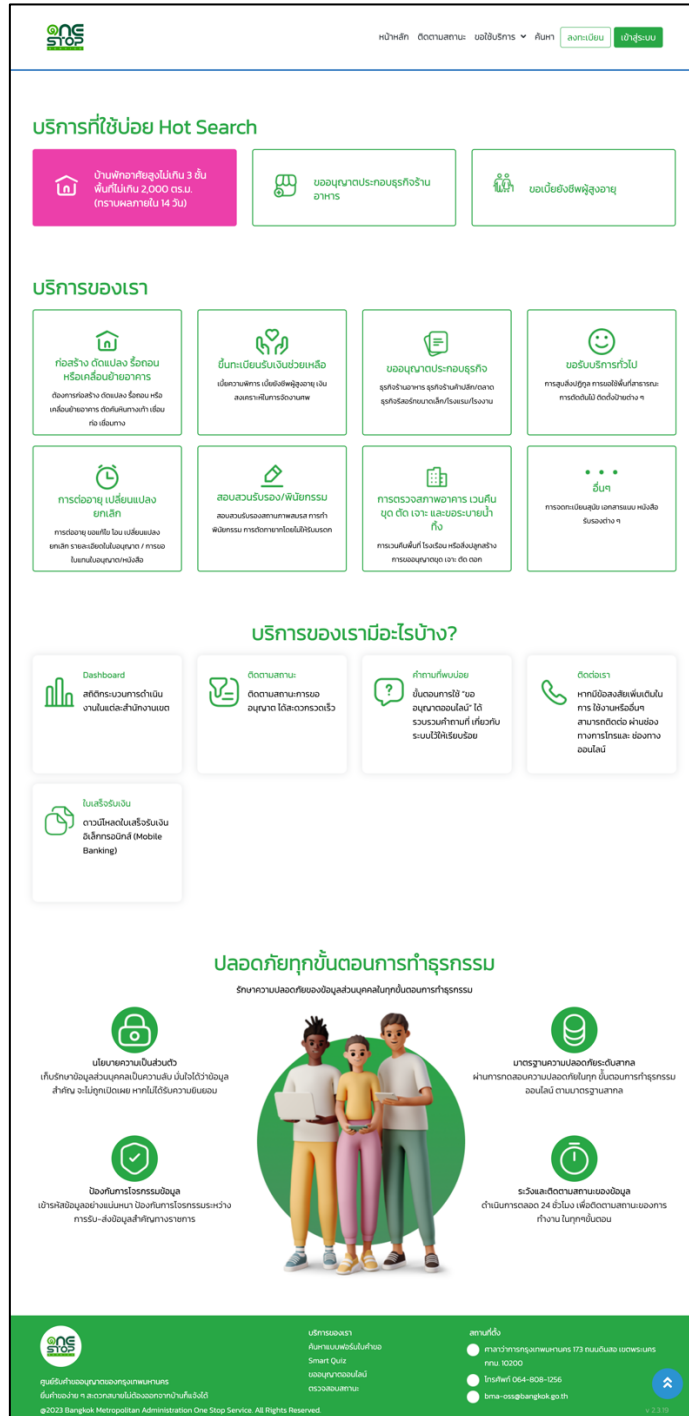 ONE
STOP
SERVICE
หน้าหลัก ติดตามสถานะ ขอใช้บริการ ค้นหา ลงทะเบียน เข้าสู่ระบบ
บริการที่ใช้บ่อย Hot Search
บ้านพักอาศัยสูงไม่เกิน 3 ชั้น
พื้นที่ไม่เกิน 2,000 ตร.ม.
(ทราบผลภายใน 14 วัน)
ขออนุญาตประกอบธุรกิจร้าน
อาหาร
ขอเบี้ยยังชีพผู้สูงอายุ
บริการของเรา
ก่อสร้าง ดัดแปลง รื้อถอน
หรือเคลื่อนย้ายอาคาร
ต้องการก่อสร้าง ดัดแปลง รื้อถอน หรือ
เคลื่อนย้ายอาคาร ตัดคันหินทางเท้า เชื่อม
ท่อ เชื่อมทาง
ขึ้นทะเบียนรับเงินช่วยเหลือ
เบี้ยความพิการ เบี้ยยังชีพผู้สูงอายุ เงิน
สงเคราะห์ในการจัดงานศพ
ขออนุญาตประกอบธุรกิจ
ธุรกิจร้านอาหาร ธุรกิจร้านค้าปลีก/ตลาด
ธุรกิจรีสอร์ทขนาดเล็ก/โรงแรม/โรงงาน
ขอรับบริการทั่วไป
การสูบสิ่งปฏิกูล การขอใช้พื้นที่สาธารณะ
การตัดต้นไม้ ติดตั้งป้ายต่าง ๆ
การต่ออายุ เปลี่ยนแปลง
ยกเลิก
การต่ออายุ ขอแก้ไข โอน เปลี่ยนแปลง
ยกเลิก รายละเอียดในใบอนุญาต / การขอ
ใบแทนใบอนุญาต/หนังสือ
สอบสวนรับรอง/พินัยกรรม
สอบสวนรับรองสถานภาพสมรส การทำ
พินัยกรรม การตัดทายาทโดยไม่ให้รับมรดก
การตรวจสภาพอาคาร เวนคืน
ขุด ตัด เจาะ และขอระบายน้ำ
ทิ้ง
การเวนคืนพื้นที่ โรงเรือน หรือสิ่งปลูกสร้าง
การขออนุญาตขุด เจาะ ตัด ตอก
อื่นๆ
การจดทะเบียนสุนัข เอกสารแนบ หนังสือ
รับรองต่าง ๆ
บริการของเรามีอะไรบ้าง?
Dashboard
สถิติกระบวนการดำเนิน
งานในแต่ละสำนักงานเขต
ติดตามสถานะ
ติดตามสถานะการขอ
อนุญาต ได้สะดวกรวดเร็ว
คำถามที่พบบ่อย
ขั้นตอนการใช้ "ขอ
อนุญาตออนไลน์" ได้
รวบรวมคำถามที่ เกี่ยวกับ
ระบบไว้ให้เรียบร้อย
ติดต่อเรา
หากมีข้อสงสัยเพิ่มเติมใน
การ ใช้งานหรืออื่นๆ
สามารถติดต่อ ผ่านช่อง
ทางการโทรและ ช่องทาง
ออนไลน์
ใบเสร็จรับเงิน
ดาวน์โหลดใบเสร็จรับเงิน
อิเล็กทรอนิกส์ (Mobile
Banking)
ปลอดภัยทุกขั้นตอนการทำธุรกรรม
รักษาความปลอดภัยของข้อมูลส่วนบุคคลในทุกขั้นตอนการทำธุรกรรม
นโยบายความเป็นส่วนตัว
เก็บรักษาข้อมูลส่วนบุคคลเป็นความลับ มั่นใจได้ว่าข้อมูล
สำคัญ จะไม่ถูกเปิดเผย หากไม่ได้รับความยินยอม
มาตรฐานความปลอดภัยระดับสากล
ผ่านการทดสอบความปลอดภัยในทุก ขั้นตอนการทำธุรกรรม
ออนไลน์ ตามมาตรฐานสากล
ป้องกันการโจรกรรมข้อมูล
เข้ารหัสข้อมูลอย่างแน่นหนา ป้องกันการโจรกรรมระหว่าง
การรับ-ส่งข้อมูลสำคัญทางราชการ
ระวังและติดตามสถานะของข้อมูล
ดำเนินการตลอด 24 ชั่วโมง เพื่อติดตามสถานะของการ
ทำงาน ในทุกๆขั้นตอน
ONE
STOP
SERVICE
ศูนย์รับคำขออนุญาตของกรุงเทพมหานคร
ยื่นคำของ่าย ๆ สะดวกสบายไม่ต้องออกจากบ้านก็แจ้งได้
@2023 Bangkok Metropolitan Administration One Stop Service. All Rights Reserved.
บริการของเรา
ค้นหาแบบฟอร์มใบคำขอ
Smart Quiz
ขออนุญาตออนไลน์
ตรวจสอบสถานะ
สถานที่ตั้ง
ศาลาว่าการกรุงเทพมหานคร 173 ถนนดินสอ เขตพระนคร
กทม. 10200
โทรศัพท์ 064-808-1256
bma-oss@bangkok.go.th
v 2.3.19